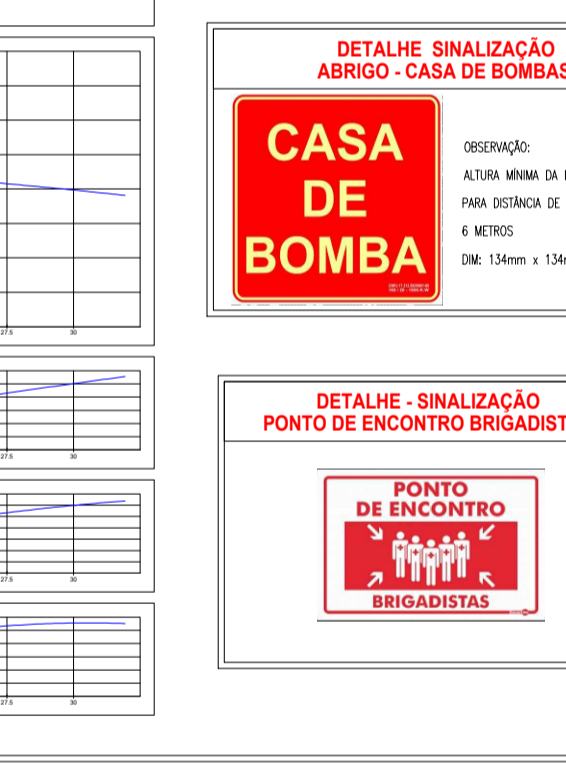 DETALHE SINALIZAÇÃO
ABRIGO - CASA DE BOMBAS
CASA
DE
BOMBA
OBSERVAÇÃO:
ALTURA MÍNIMA DA
PARA DISTÂNCIA DE
6 METROS
DIM: 134mm x 134
27.5 30
27.5 30
DETALHE - SINALIZAÇÃO
PONTO DE ENCONTRO BRIGADIST
PONTO
DE ENCONTRO
BRIGADISTAS
27.5 30
27.5 30